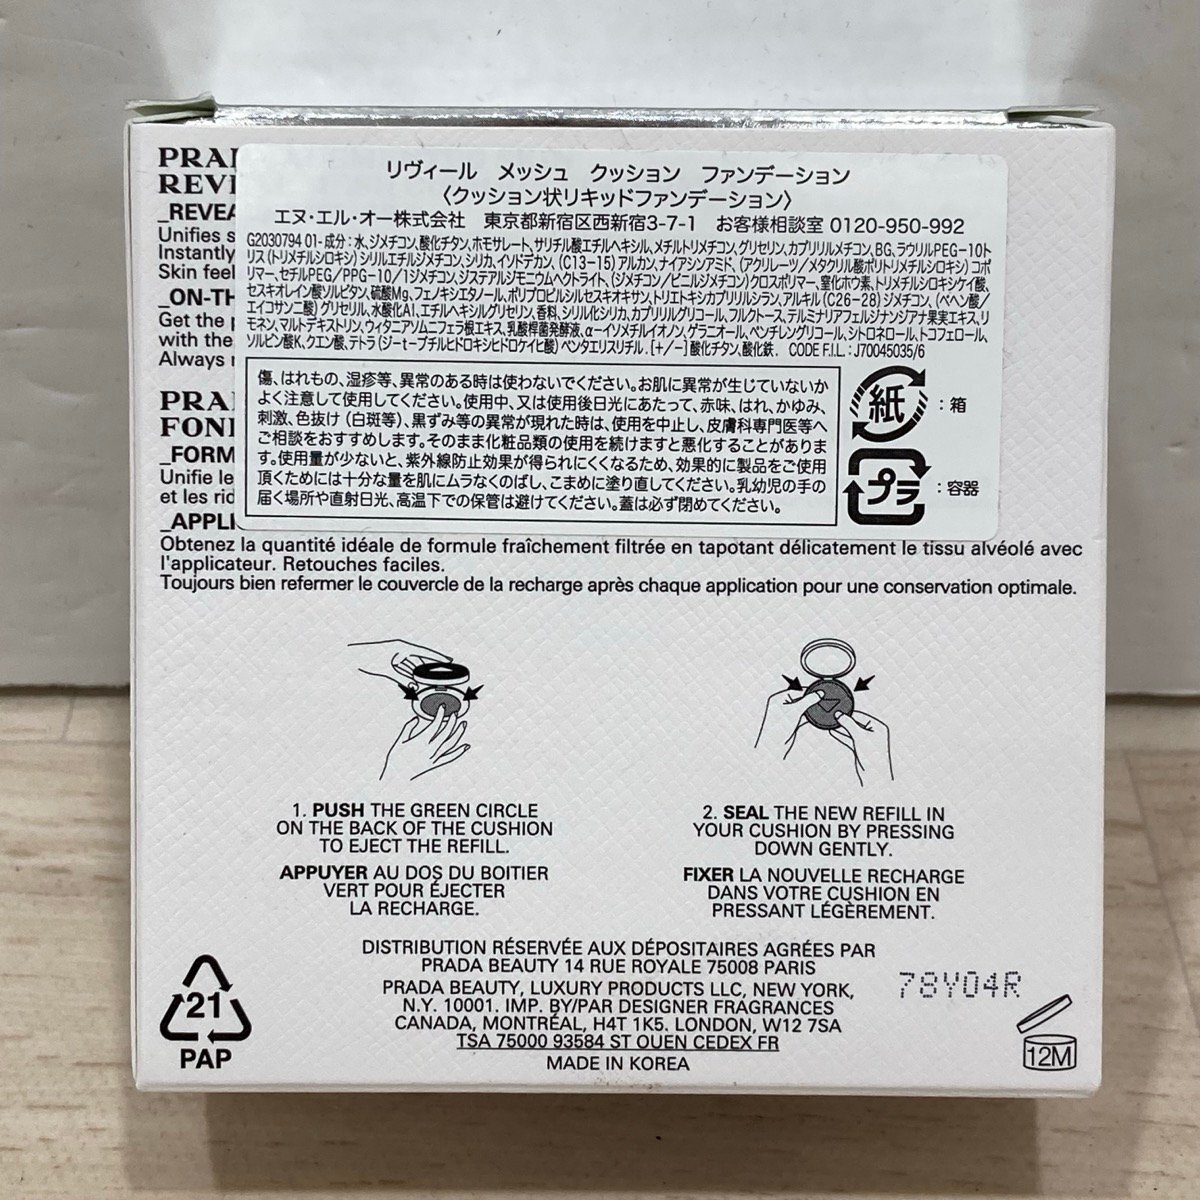 PRA
REV
_REVEA
Unifies s
Instantly
Skin feel
_ON-TH
Get the
with the
Always
PRA
FON
_FORM
Unifie le
et les rid
_APPLI
リヴィール メッシュ クッション ファンデーション
〈クッション状リキッドファンデーション〉
エヌ・エル・オー株式会社 東京都新宿区西新宿3-7-1 お客様相談室 0120-950-992
G2030794 01-成分：水、ジメチコン、酸化チタン、ホモサレート、サリチル酸エチルヘキシル、メチルトリメチコン、グリセリン、カプリリルメチコン、BG、ラウリルPEG-10ト
リス(トリメチルシロキシ)シリルエチルジメチコン、シリカ、イソドデカン、(C13-15)アルカン、ナイアシンアミド、(アクリレーツ/メタクリル酸ポリトリメチルシロキシ)コポ
リマー、セチルPEG/PPG-10/1ジメチコン、ジステアルジモニウムヘクトライト、(ジメチコン/ビニルジメチコン)クロスポリマー、窒化ホウ素、トリメチルシロキシケイ酸、
セスキオレイン酸ソルビタン、硫酸Mg、フェノキシエタノール、ポリプロピルシルセスキオキサン、トリエトキシカプリリルシラン、アルキル(C26-28)ジメチコン、(ベヘン酸/
エイコサン二酸)グリセリル、水酸化Al、エチルヘキシルグリセリン、香料、シリル化シリカ、カプリリルグリコール、フルクトース、テルミナリアフェルジナンジアナ果実エキス、リ
モネン、マルトデキストリン、ウィタニアソムニフェラ根エキス、乳酸桿菌発酵液、α-イソメチルイオノン、ゲラニオール、ペンチレングリコール、シトロネロール、トコフェロール、
ソルビン酸K、クエン酸、テトラ(ジ-t-ブチルヒドロキシヒドロケイヒ酸)ペンタエリスリチル.[+/-]酸化チタン、酸化鉄. CODE F.I.L.: J70045035/6
傷、はれもの、湿疹等、異常のある時は使わないでください。お肌に異常が生じていないか
よく注意して使用してください。使用中、又は使用後日光にあたって、赤味、はれ、かゆみ、
刺激、色抜け(白斑等)、黒ずみ等の異常が現れた時は、使用を中止し、皮膚科専門医等へ
ご相談をおすすめします。そのまま化粧品類の使用を続けますと悪化することがありま
す。使用量が少ないと、紫外線防止効果が得られにくくなるため、効果的に製品をご使用
頂くためには十分な量を肌にムラなくのばし、こまめに塗り直してください。乳幼児の手の
届く場所や直射日光、高温下での保管は避けてください。蓋は必ず閉めてください。
紙 ：箱
プラ ：容器
Obtenez la quantité idéale de formule fraîchement filtrée en tapotant délicatement le tissu alvéolé avec
l'applicateur. Retouches faciles.
Toujours bien refermer le couvercle de la recharge après chaque application pour une conservation optimale.
1. PUSH THE GREEN CIRCLE
ON THE BACK OF THE CUSHION
TO EJECT THE REFILL.
APPUYER AU DOS DU BOITIER
VERT POUR ÉJECTER
LA RECHARGE.
2. SEAL THE NEW REFILL IN
YOUR CUSHION BY PRESSING
DOWN GENTLY.
FIXER LA NOUVELLE RECHARGE
DANS VOTRE CUSHION EN
PRESSANT LÉGÈREMENT.
DISTRIBUTION RÉSERVÉE AUX DÉPOSITAIRES AGRÉES PAR
PRADA BEAUTY 14 RUE ROYALE 75008 PARIS
PRADA BEAUTY, LUXURY PRODUCTS LLC, NEW YORK,
N.Y. 10001. IMP. BY/PAR DESIGNER FRAGRANCES
CANADA, MONTRÉAL, H4T 1K5. LONDON, W12 7SA
TSA 75000 93584 ST OUEN CEDEX FR
MADE IN KOREA
21
PAP
78Y04R
12M